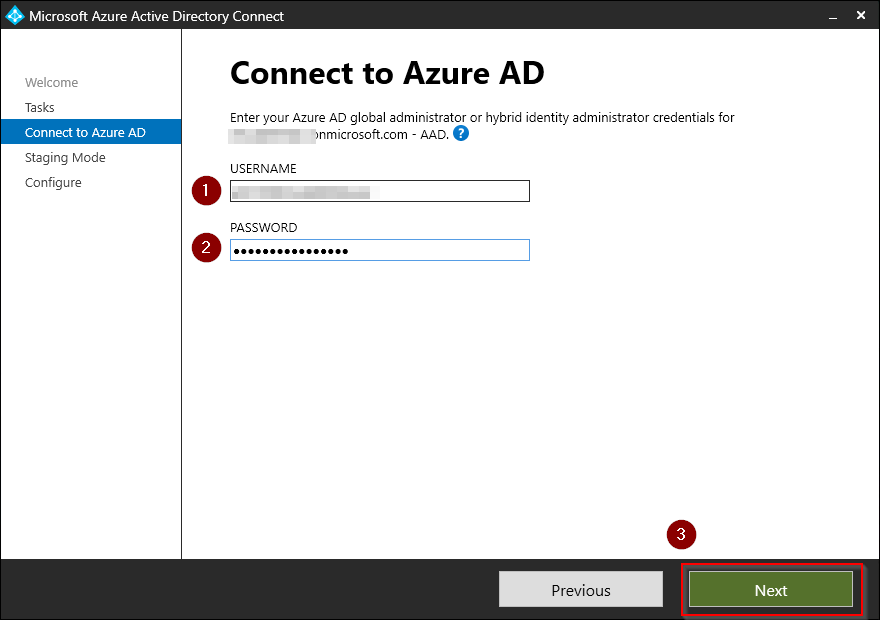 Microsoft Azure Active Directory Connect
Welcome
Tasks
Connect to Azure AD
Staging Mode
Configure
Connect to Azure AD
Enter your Azure AD global administrator or hybrid identity administrator credentials for
onmicrosoft.com - AAD. ?
USERNAME
1
PASSWORD
2 ••••••••••••••••
3
Previous
Next